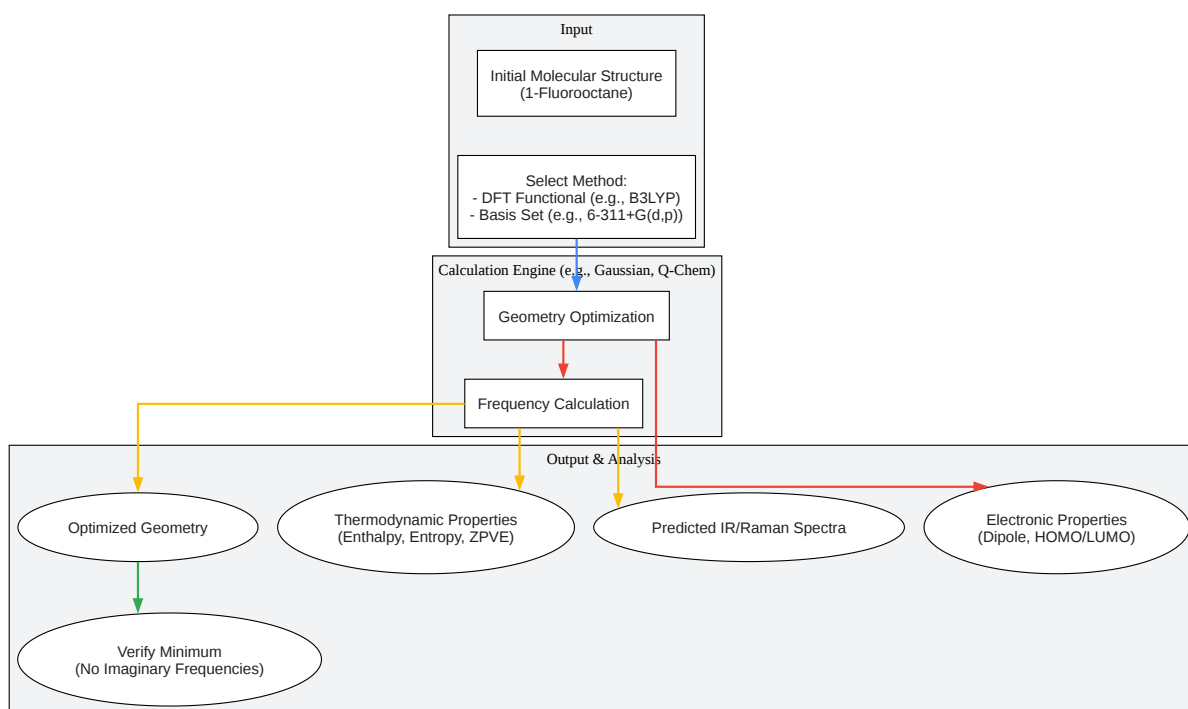 Input
Initial Molecular Structure
(1-Fluorooctane)
Select Method:
- DFT Functional (e.g., B3LYP)
- Basis Set (e.g., 6-311+G(d,p))
Calculation Engine (e.g., Gaussian, Q-Chem)
Geometry Optimization
Frequency Calculation
Output & Analysis
Optimized Geometry
Thermodynamic Properties
(Enthalpy, Entropy, ZPVE)
Predicted IR/Raman Spectra
Electronic Properties
(Dipole, HOMO/LUMO)
Verify Minimum
(No Imaginary Frequencies)